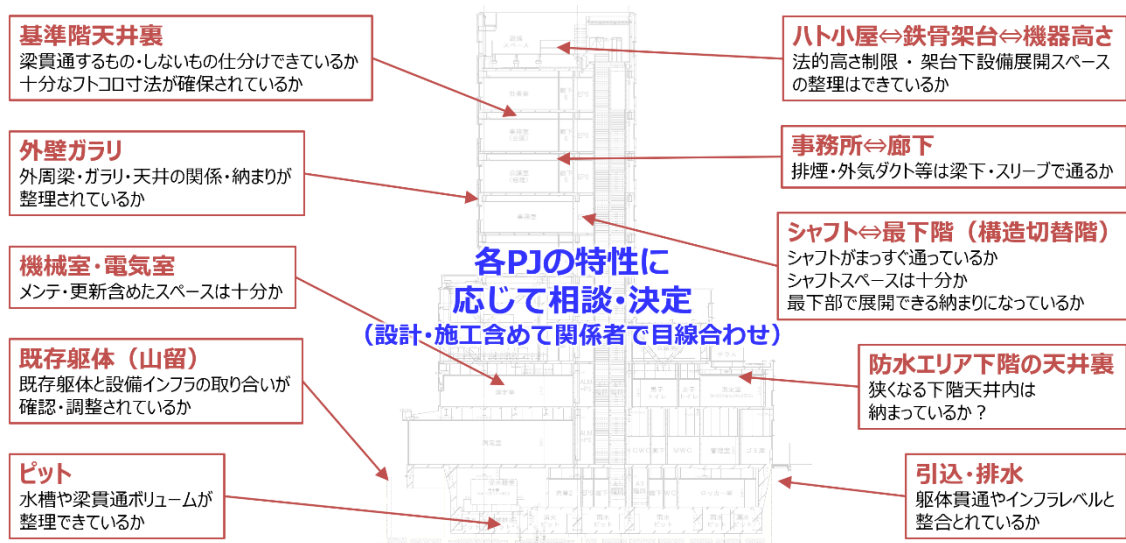 基準階天井裏
梁貫通するもの・しないもの仕分けできているか
十分なフトコロ寸法が確保されているか
外壁ガラリ
外周梁・ガラリ・天井の関係・納まりが
整理されているか
機械室・電気室
メンテ・更新含めたスペースは十分か
既存躯体（山留）
既存躯体と設備インフラの取り合いが
確認・調整されているか
ピット
水槽や梁貫通ボリュームが
整理できているか
各PJの特性に
応じて相談・決定
（設計・施工含めて関係者で目線合わせ）
ハト小屋⇔鉄骨架台⇔機器高さ
法的高さ制限 ・ 架台下設備展開スペース
の整理はできているか
事務所⇔廊下
排煙・外気ダクト等は梁下・スリーブで通るか
シャフト⇔最下階（構造切替階）
シャフトがまっすぐ通っているか
シャフトスペースは十分か
最下部で展開できる納まりになっているか
防水エリア下階の天井裏
狭くなる下階天井内は
納まっているか？
引込・排水
躯体貫通やインフラレベルと
整合とれているか